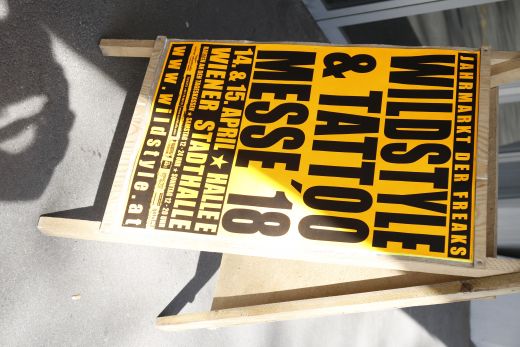 JAHRMARKT DER FREAKS
WILDSTYLE
& TATTOO
MESSE ´18
14. & 15. APRIL ★ HALLE E
WIENER STADTHALLE
www.wildstyle.at